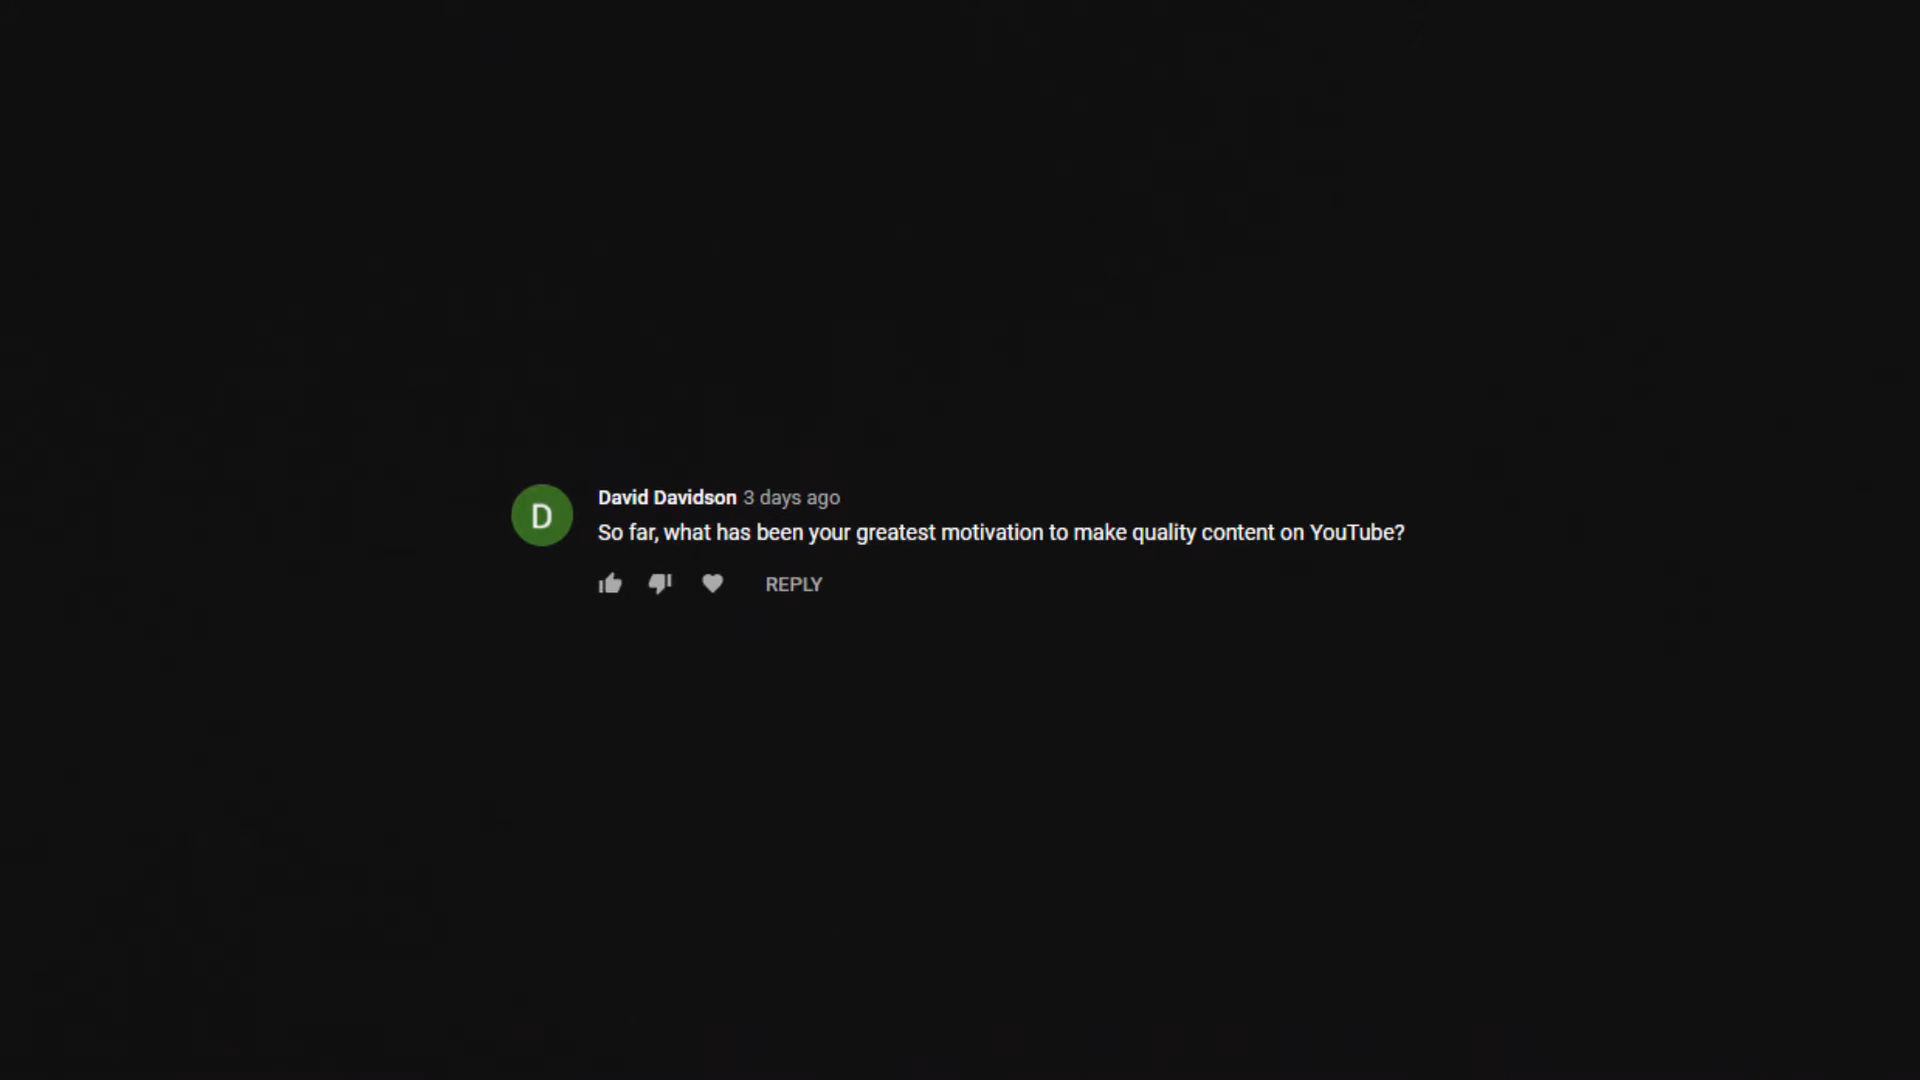 D
David Davidson 3 days ago
So far, what has been your greatest motivation to make quality content on YouTube?
REPLY